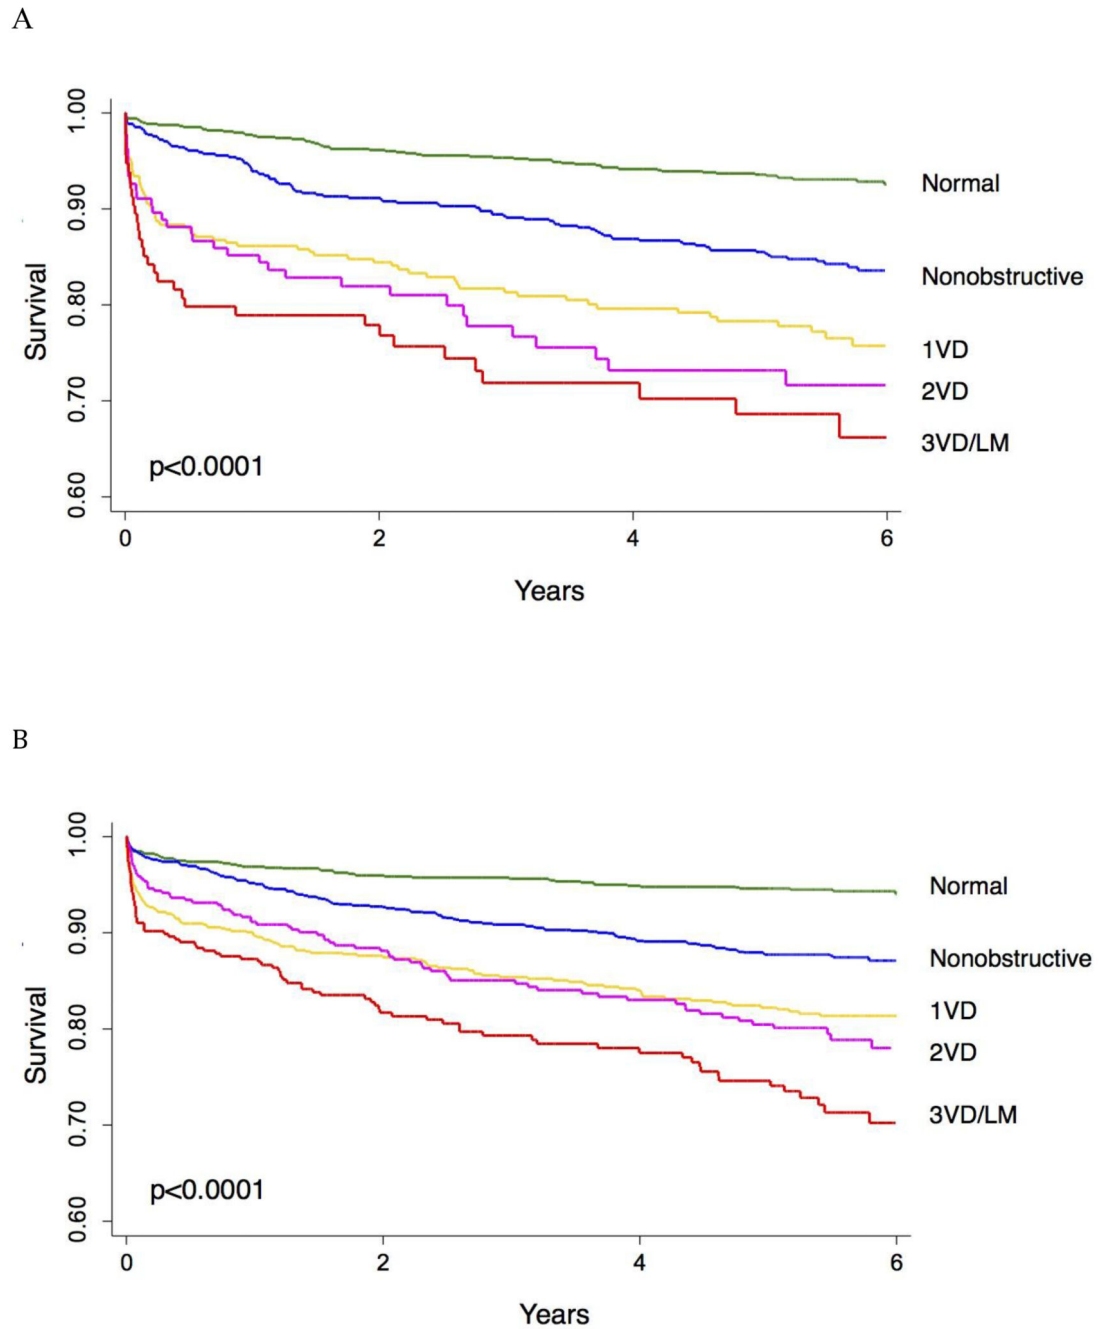 A
1.00
0.90
0.80
0.70
0.60
Survival
Normal
Nonobstructive
1VD
2VD
3VD/LM
p<0.0001
0 2 4 6
Years
B
1.00
0.90
0.80
0.70
0.60
Survival
Normal
Nonobstructive
1VD
2VD
3VD/LM
p<0.0001
0 2 4 6
Years